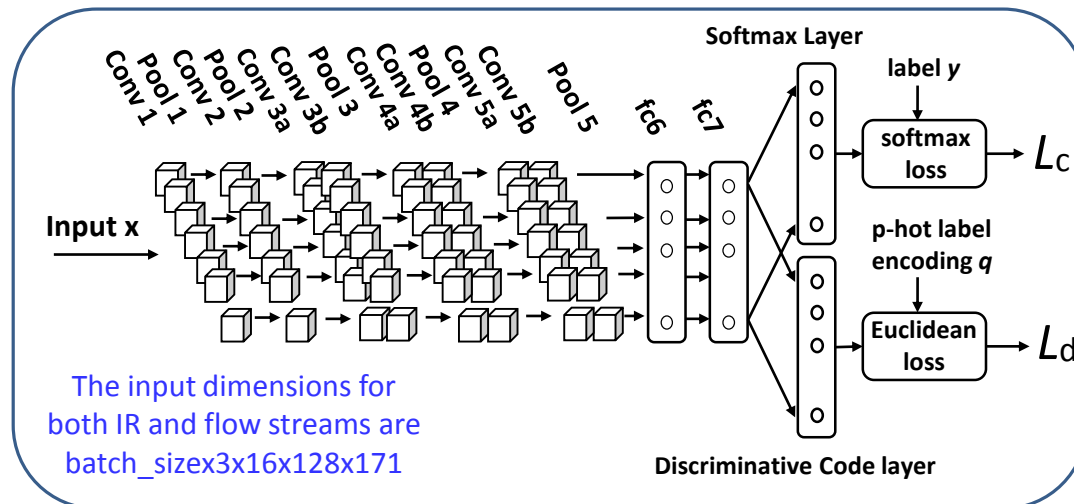 Conv 1
Pool 1
Conv 2
Pool 2
Conv 3a
Conv 3b
Pool 3
Conv 4a
Conv 4b
Pool 4
Conv 5a
Conv 5b
Pool 5
fc6
fc7
Softmax Layer
label y
softmax
loss
Lc
Input x
p-hot label
encoding q
Euclidean
loss
Ld
The input dimensions for
both IR and flow streams are
batch_sizex3x16x128x171
Discriminative Code layer